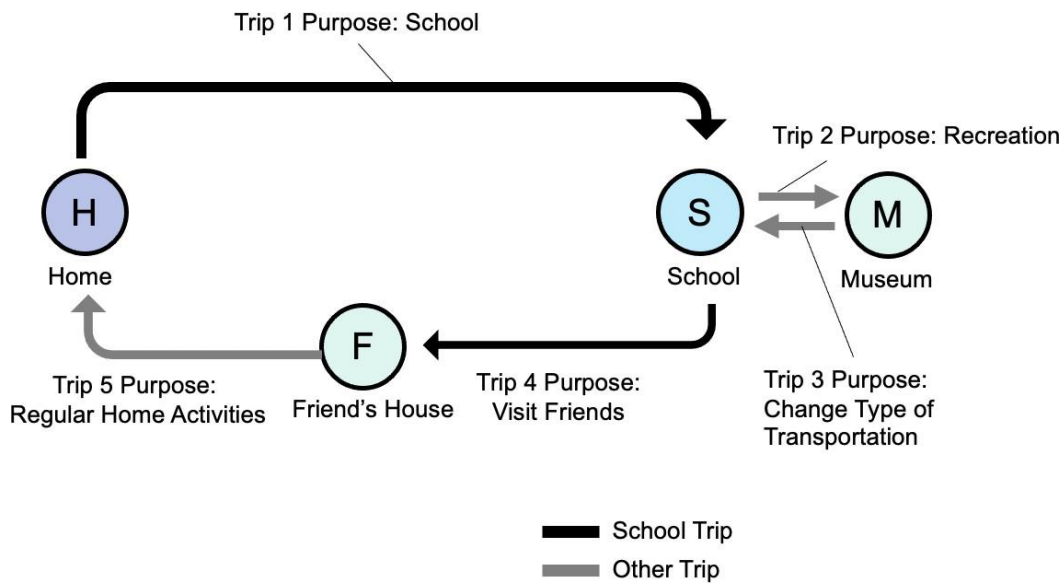 Trip 1 Purpose: School
Trip 2 Purpose: Recreation
H
S
M
Home
School
Museum
F
Trip 5 Purpose:
Regular Home Activities
Friend's House
Trip 4 Purpose:
Visit Friends
Trip 3 Purpose:
Change Type of
Transportation
School Trip
Other Trip